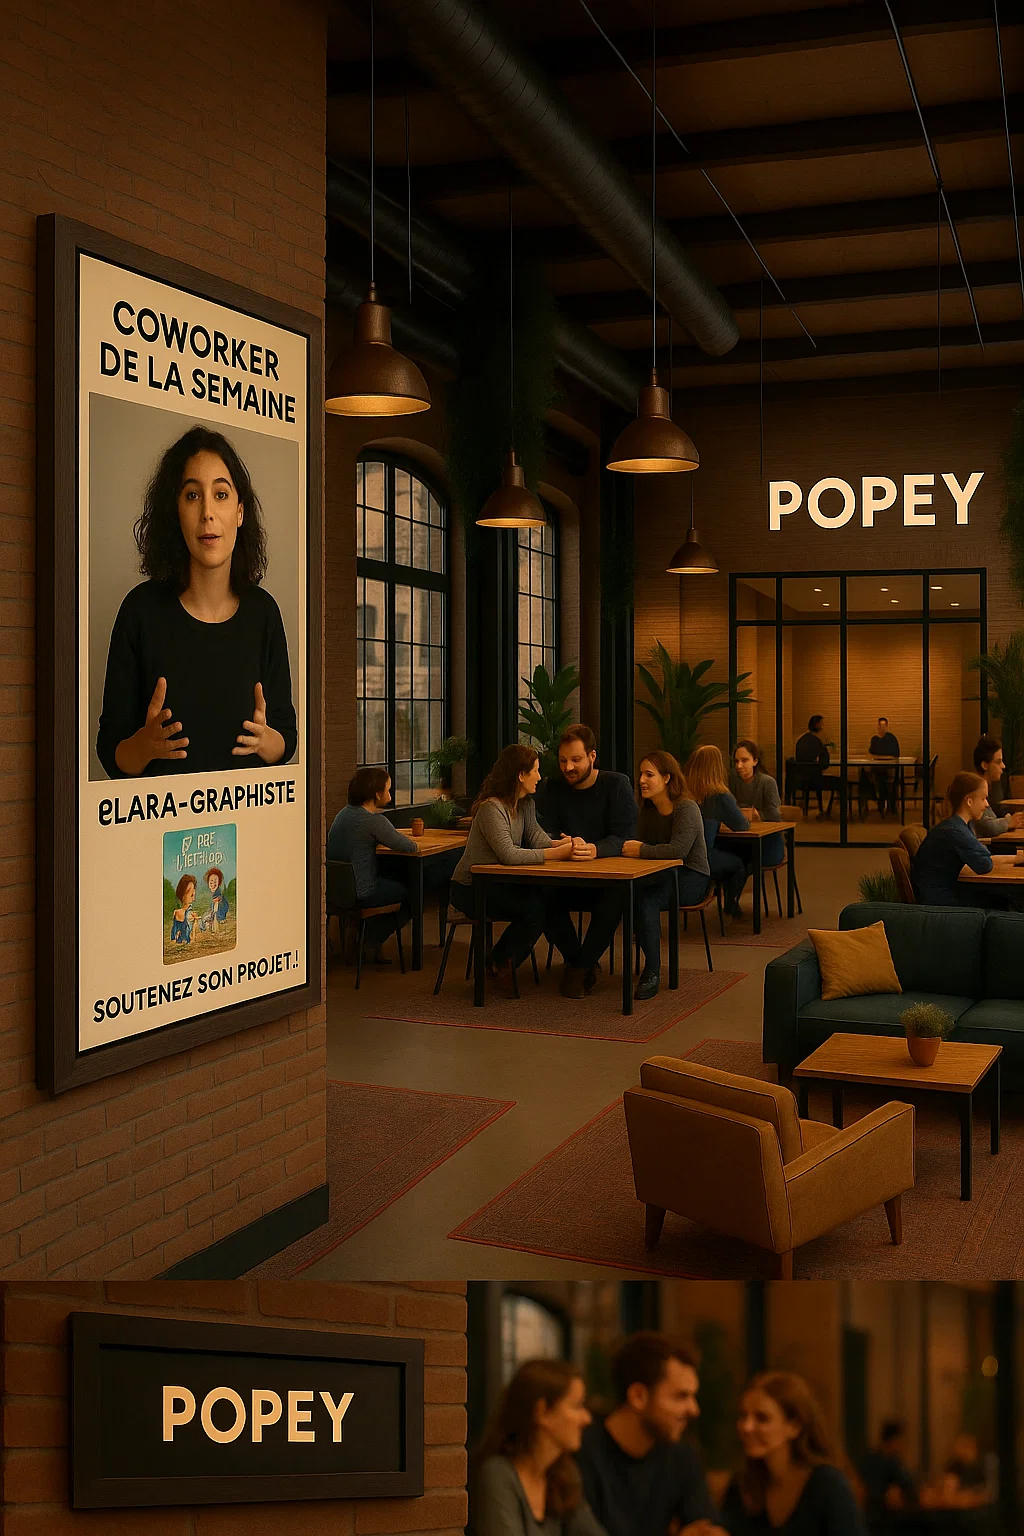 COWORKER
DE LA SEMAINE
eLARA-GRAPHISTE
SOUTENEZ SON PROJET.!
POPEY
POPEY